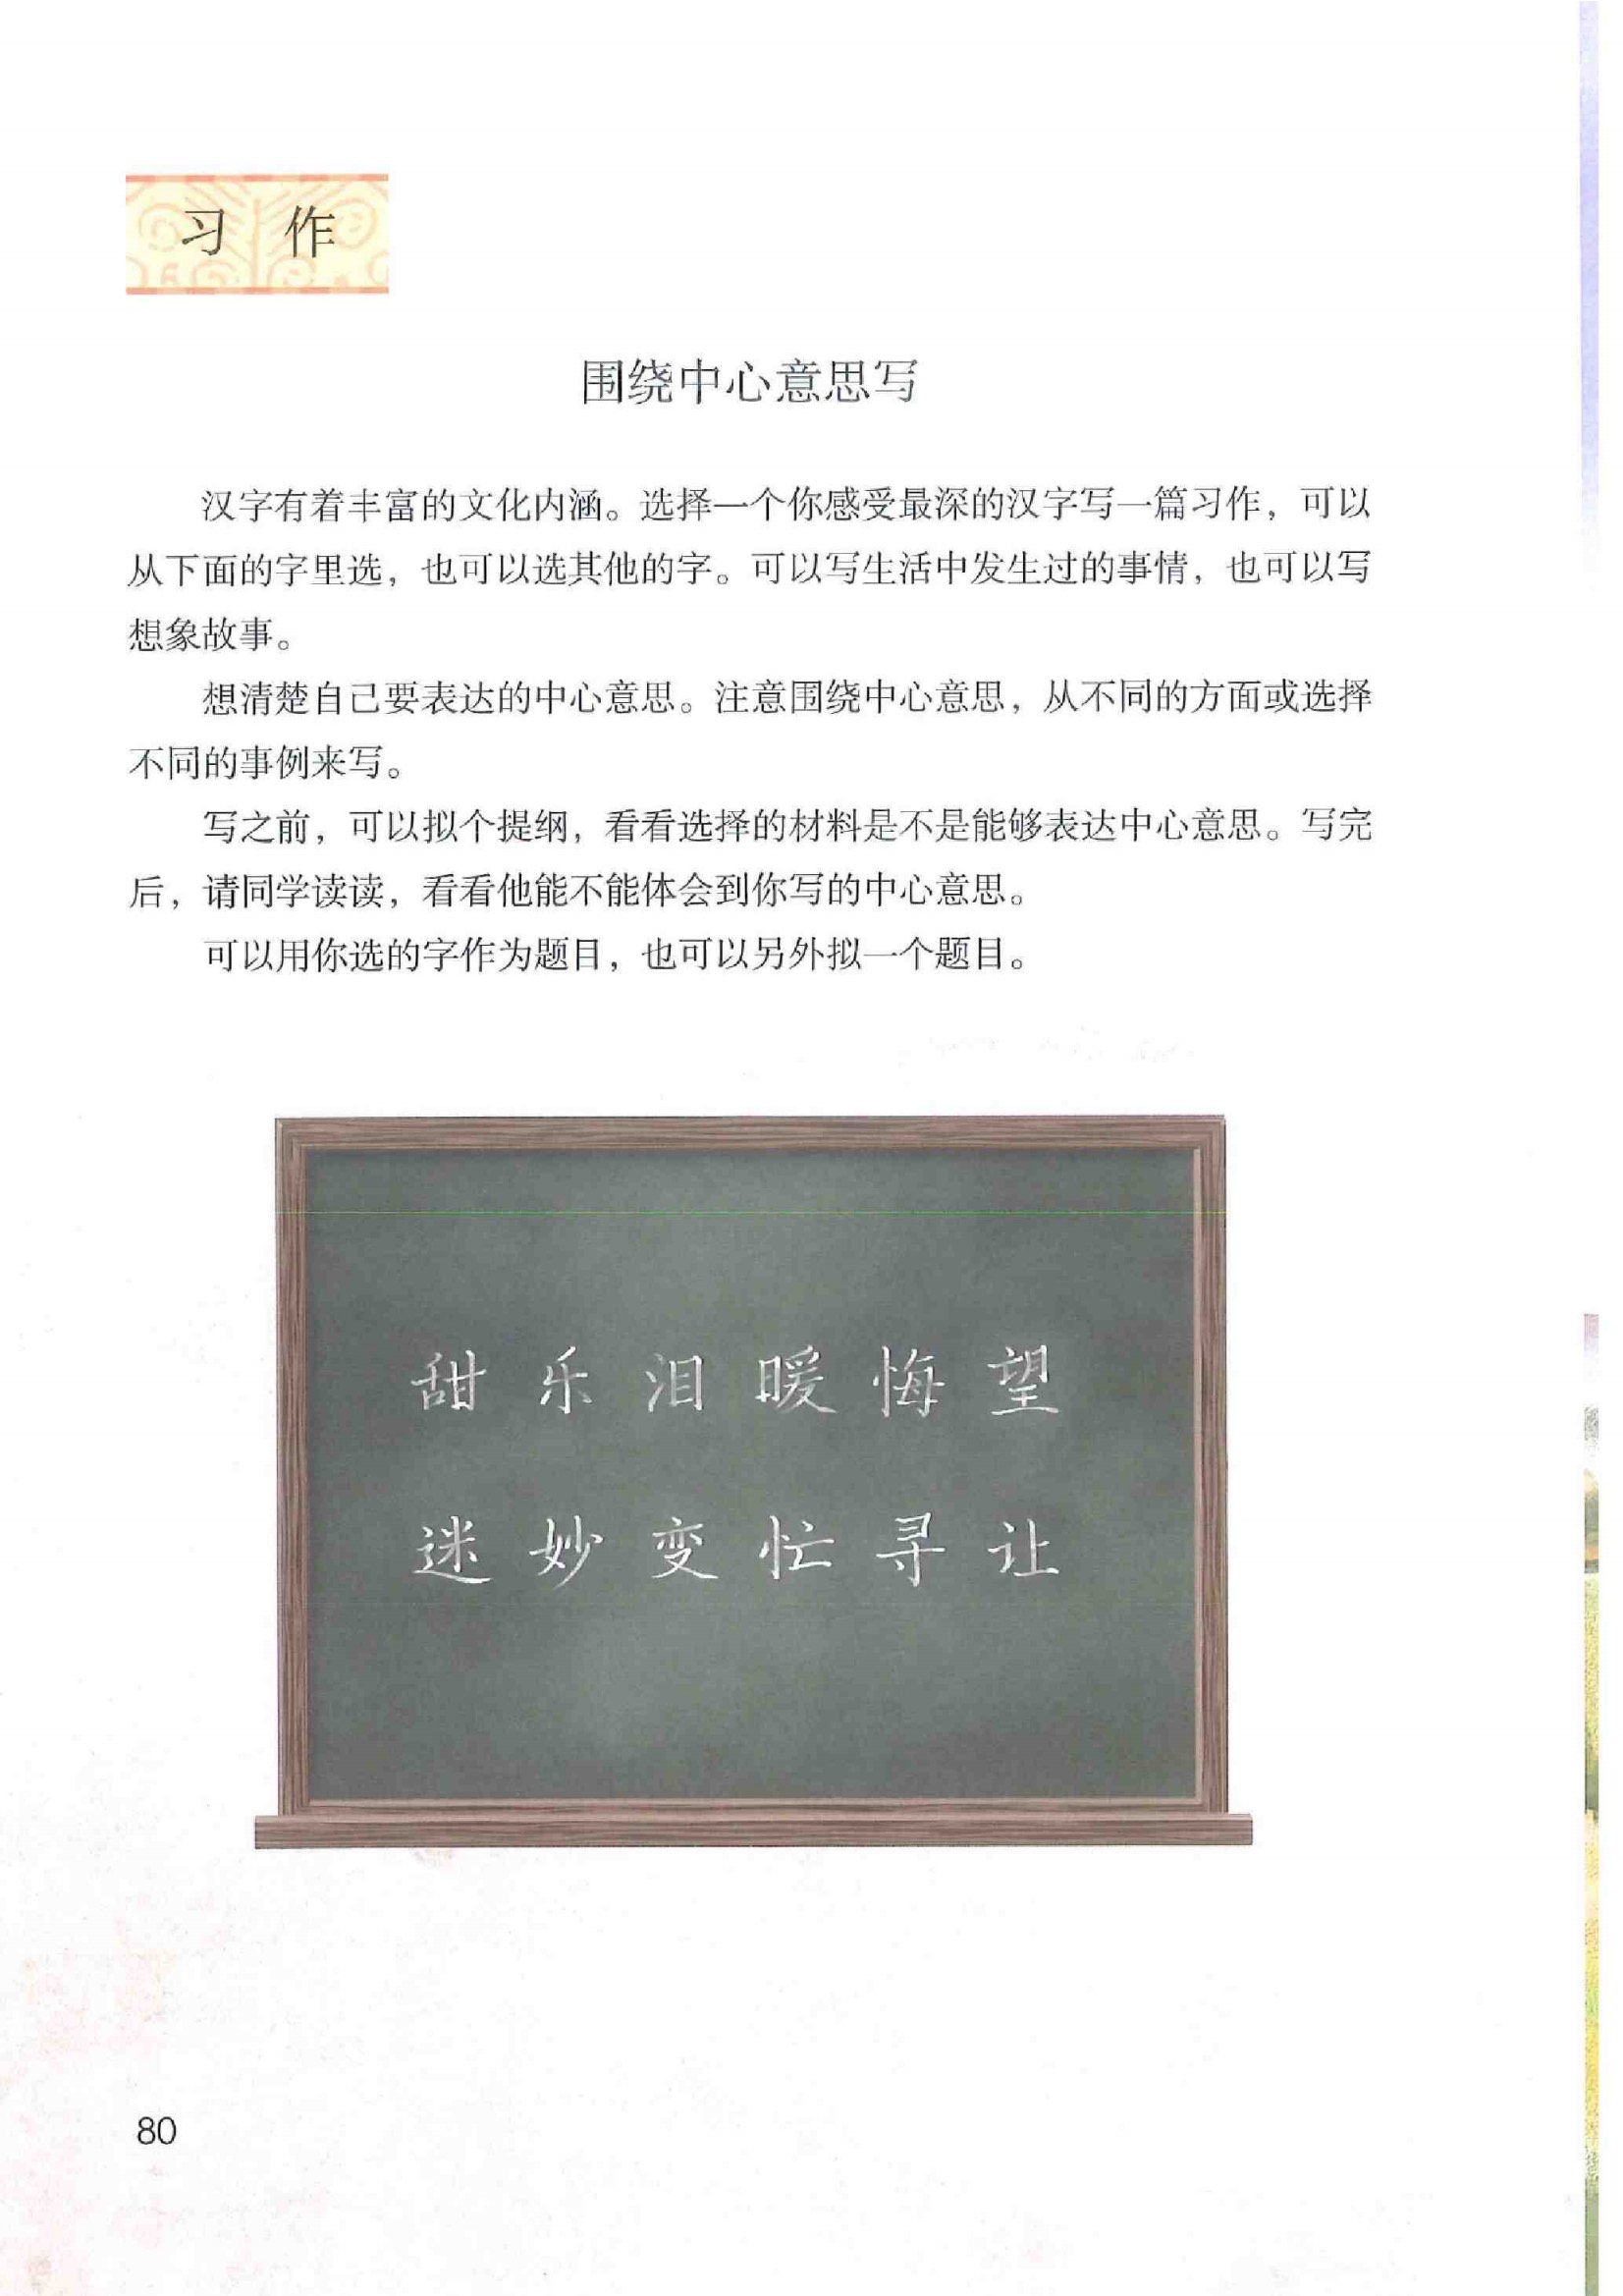 习 作
围绕中心意思写
汉字有着丰富的文化内涵。选择一个你感受最深的汉字写一篇习作，可以
从下面的字里选，也可以选其他的字。可以写生活中发生过的事情，也可以写
想象故事。
想清楚自己要表达的中心意思。注意围绕中心意思，从不同的方面或选择
不同的事例来写。
写之前，可以拟个提纲，看看选择的材料是不是能够表达中心意思。写完
后，请同学读读，看看他能不能体会到你写的中心意思。
可以用你选的字作为题目，也可以另外拟一个题目。
甜 乐 泪 暖 悔 望
迷 妙 变 忙 寻 让
80